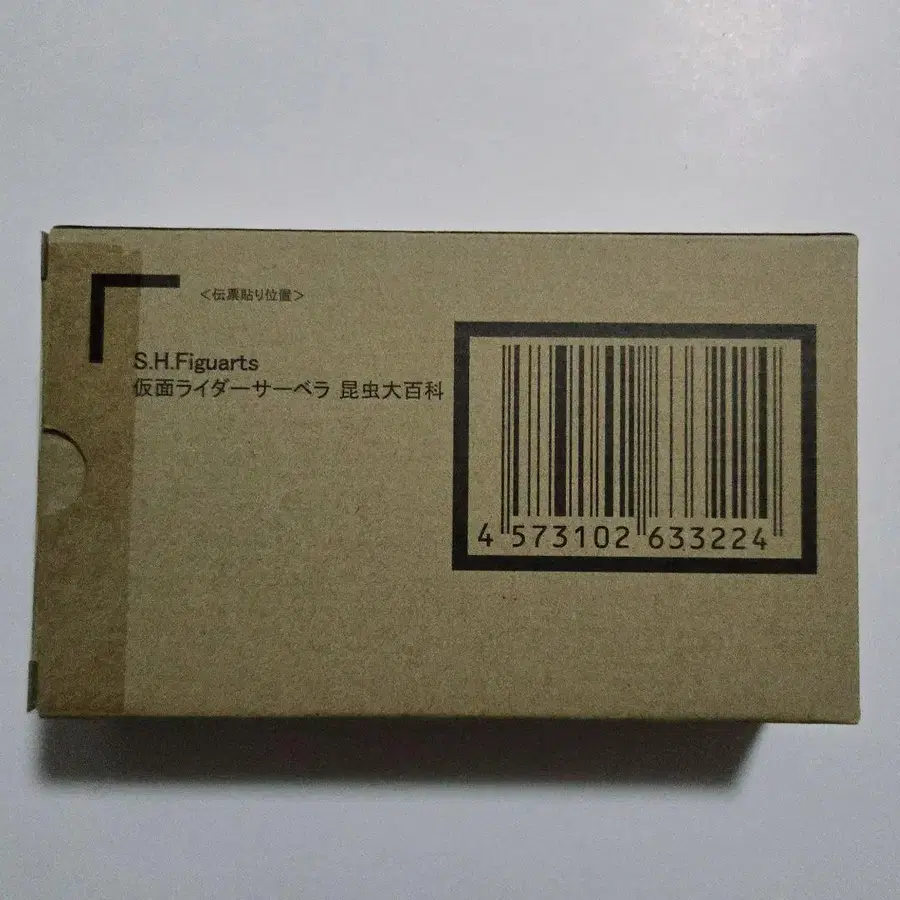 ＜伝票貼り位置＞
S.H.Figuarts
仮面ライダーサーベラ 昆虫大百科
4 573102 633224